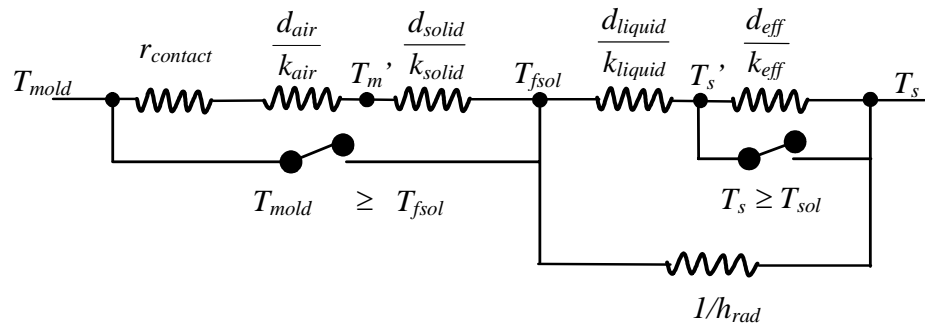 r_contact
d_air / k_air
d_solid / k_solid
d_liquid / k_liquid
d_eff / k_eff
T_mold T_m’ T_fsol T_s’ T_s
T_mold ≥ T_fsol
T_s ≥ T_sol
1/h_rad